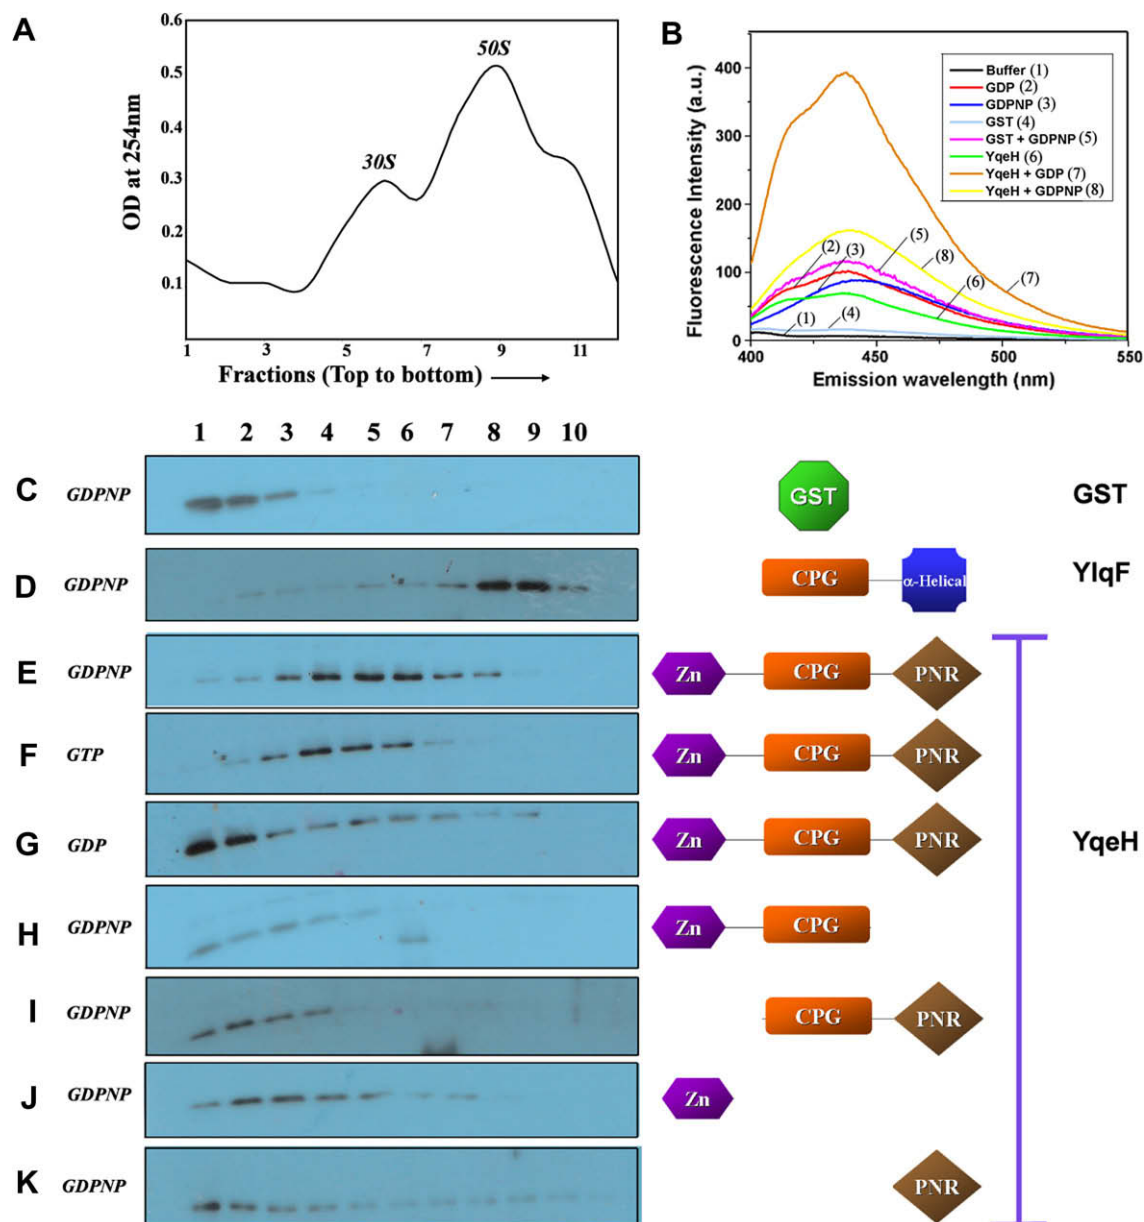 A
OD at 254nm
0.6
0.5
0.4
0.3
0.2
0.1
30S
50S
1 3 5 7 9 11
Fractions (Top to bottom)
B
Fluorescence Intensity (a.u.)
400
300
200
100
0
Buffer (1)
GDP (2)
GDPNP (3)
GST (4)
GST + GDPNP (5)
YqeH (6)
YqeH + GDP (7)
YqeH + GDPNP (8)
(1)
(2)
(3)
(4)
(5)
(6)
(7)
(8)
400 450 500 550
Emission wavelength (nm)
1 2 3 4 5 6 7 8 9 10
C GDPNP GST GST
D GDPNP CPG α-Helical YlqF
E GDPNP Zn CPG PNR
F GTP Zn CPG PNR
G GDP Zn CPG PNR YqeH
H GDPNP Zn CPG
I GDPNP CPG PNR
J GDPNP Zn
K GDPNP PNR